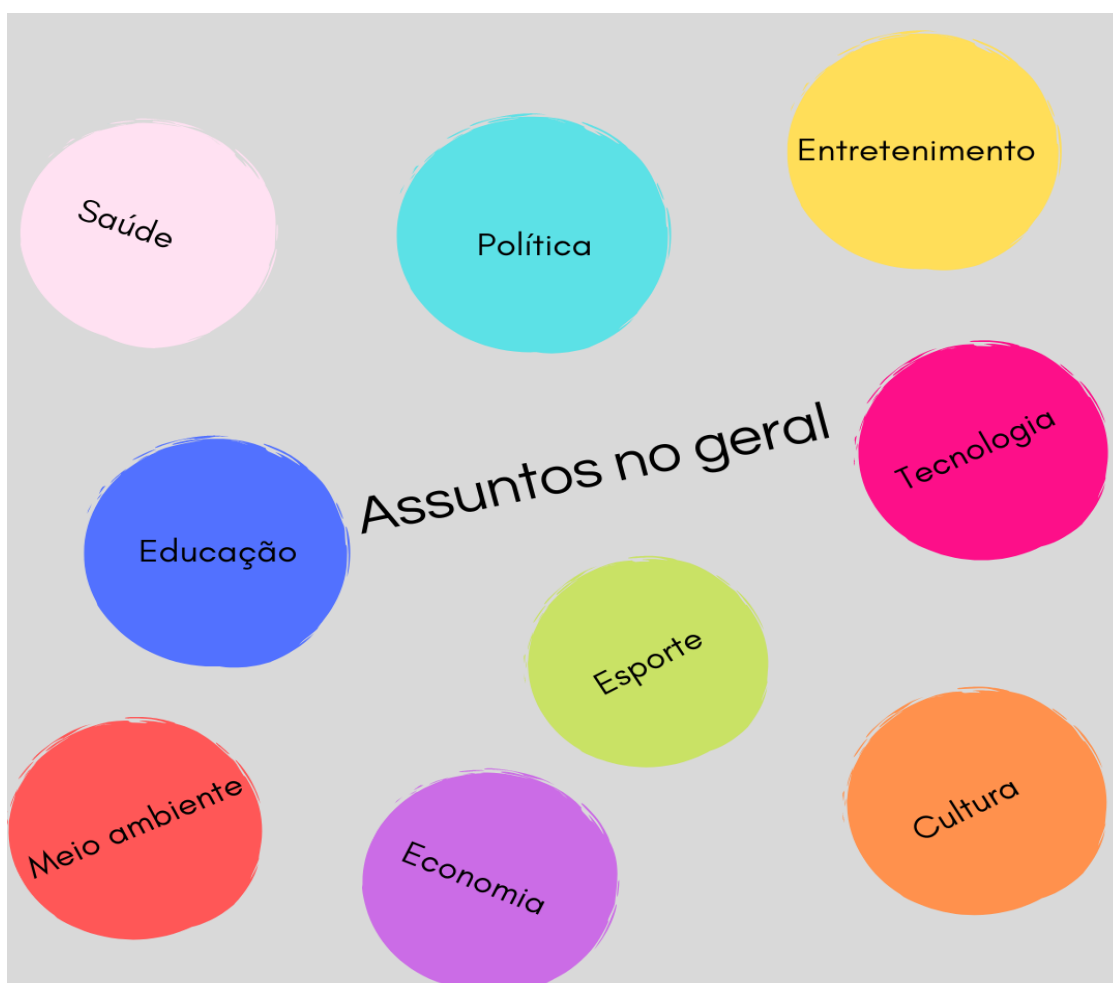 Entretenimento
Saúde
Política
Assuntos no geral
Tecnologia
Educação
Esporte
Meio ambiente
Economia
Cultura